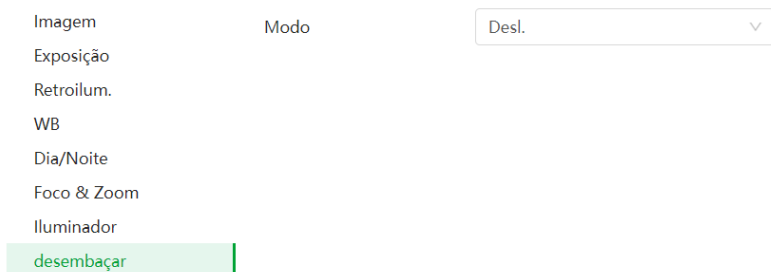 Imagem
Modo
Desl.
Exposição
Retroilum.
WB
Dia/Noite
Foco & Zoom
Iluminador
desembaçar